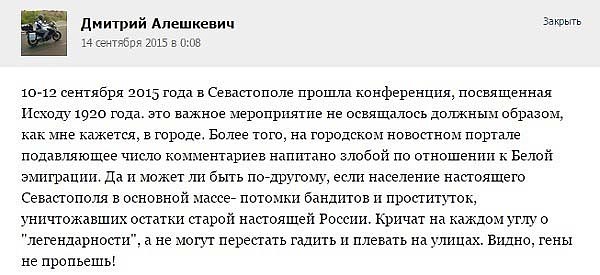 Дмитрий Алешкевич
Закрыть
14 сентября 2015 в 0:08
10-12 сентября 2015 года в Севастополе прошла конференция, посвященная
Исходу 1920 года. это важное мероприятие не освящалось должным образом,
как мне кажется, в городе. Более того, на городском новостном портале
подавляющее число комментариев напитано злобой по отношении к Белой
эмиграции. Да и может ли быть по-другому, если население настоящего
Севастополя в основной массе- потомки бандитов и проституток,
уничтожавших остатки старой настоящей России. Кричат на каждом углу о
"легендарности", а не могут перестать гадить и плевать на улицах. Видно, гены
не пропьешь!